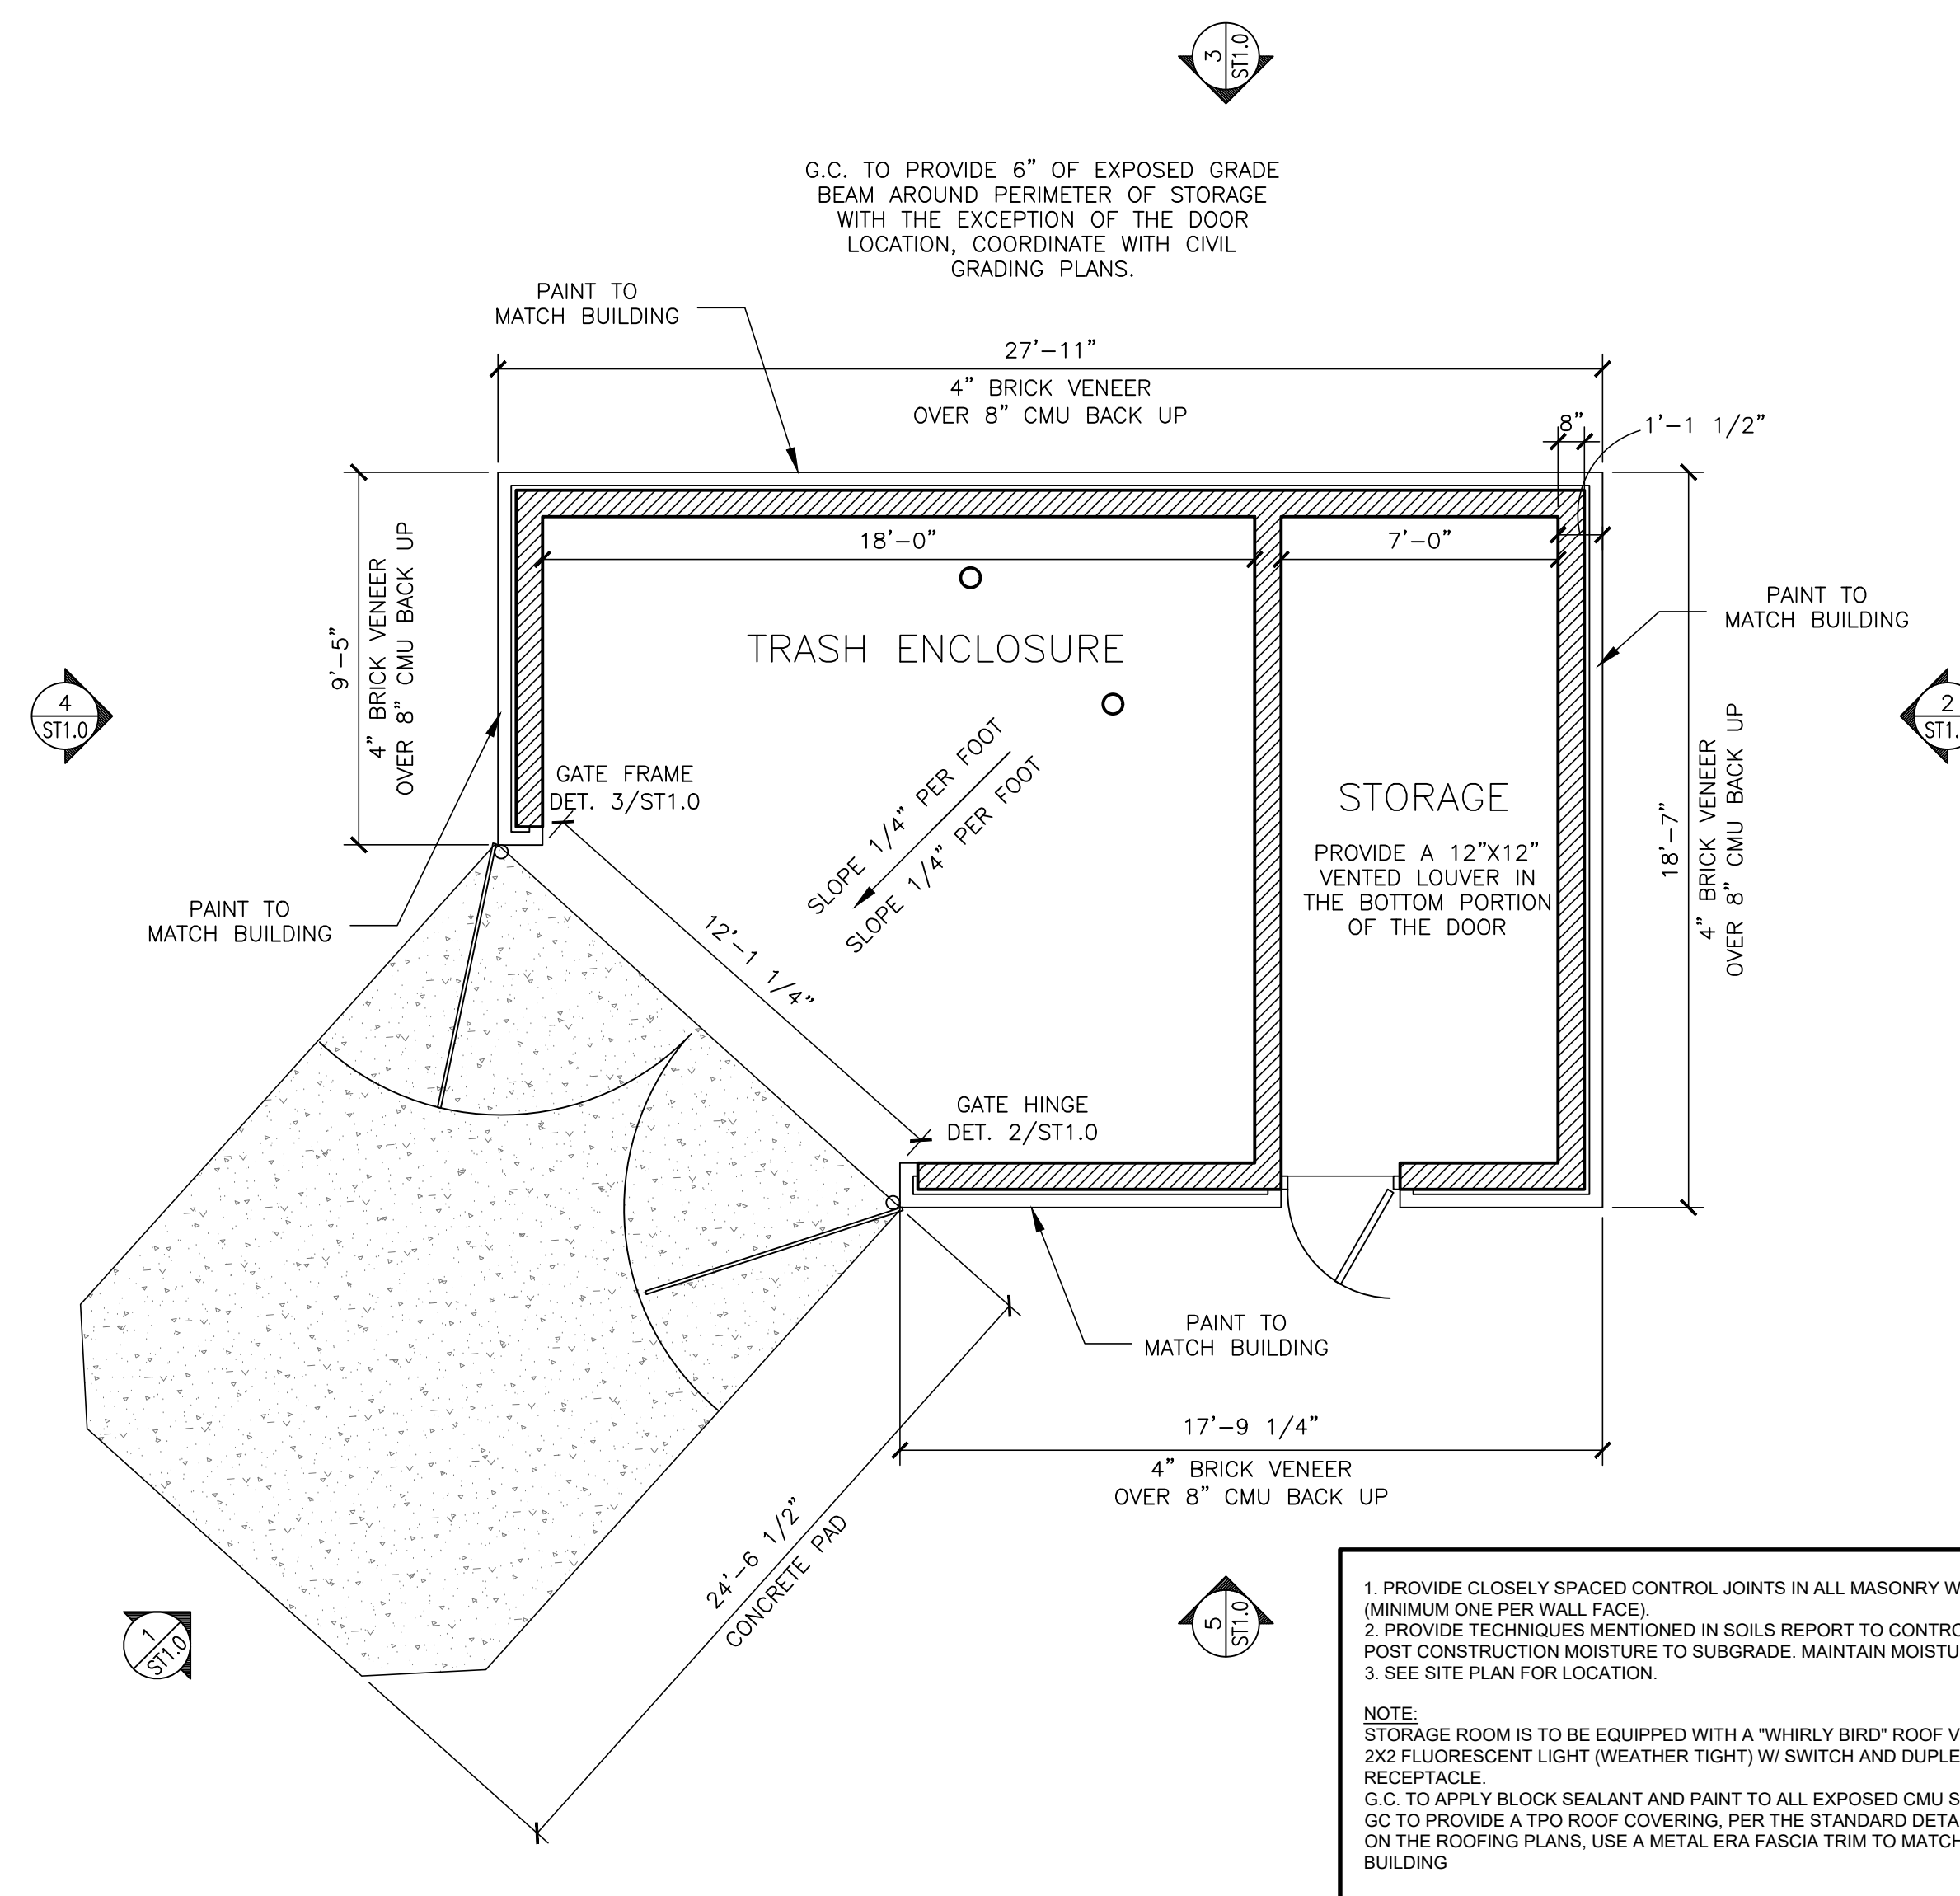 3
ST1.0
G.C. TO PROVIDE 6” OF EXPOSED GRADE
BEAM AROUND PERIMETER OF STORAGE
WITH THE EXCEPTION OF THE DOOR
LOCATION, COORDINATE WITH CIVIL
GRADING PLANS.
PAINT TO
MATCH BUILDING
27’-11”
4” BRICK VENEER
OVER 8” CMU BACK UP
8”
1’-1 1/2”
18’-0”
7’-0”
9’-5”
4” BRICK VENEER
OVER 8” CMU BACK UP
TRASH ENCLOSURE
PAINT TO
MATCH BUILDING
4
ST1.0
2
ST1.
GATE FRAME
DET. 3/ST1.0
SLOPE 1/4” PER FOOT
SLOPE 1/4” PER FOOT
STORAGE
PROVIDE A 12”X12”
VENTED LOUVER IN
THE BOTTOM PORTION
OF THE DOOR
18’-7”
4” BRICK VENEER
OVER 8” CMU BACK UP
PAINT TO
MATCH BUILDING
12’-1 1/4”
GATE HINGE
DET. 2/ST1.0
PAINT TO
MATCH BUILDING
17’-9 1/4”
4” BRICK VENEER
OVER 8” CMU BACK UP
24’-6 1/2”
CONCRETE PAD
1
ST1.0
5
ST1.0
1. PROVIDE CLOSELY SPACED CONTROL JOINTS IN ALL MASONRY W
(MINIMUM ONE PER WALL FACE).
2. PROVIDE TECHNIQUES MENTIONED IN SOILS REPORT TO CONTRO
POST CONSTRUCTION MOISTURE TO SUBGRADE. MAINTAIN MOISTU
3. SEE SITE PLAN FOR LOCATION.
NOTE:
STORAGE ROOM IS TO BE EQUIPPED WITH A "WHIRLY BIRD" ROOF V
2X2 FLUORESCENT LIGHT (WEATHER TIGHT) W/ SWITCH AND DUPLE
RECEPTACLE.
G.C. TO APPLY BLOCK SEALANT AND PAINT TO ALL EXPOSED CMU S
GC TO PROVIDE A TPO ROOF COVERING, PER THE STANDARD DETA
ON THE ROOFING PLANS, USE A METAL ERA FASCIA TRIM TO MATCH
BUILDING